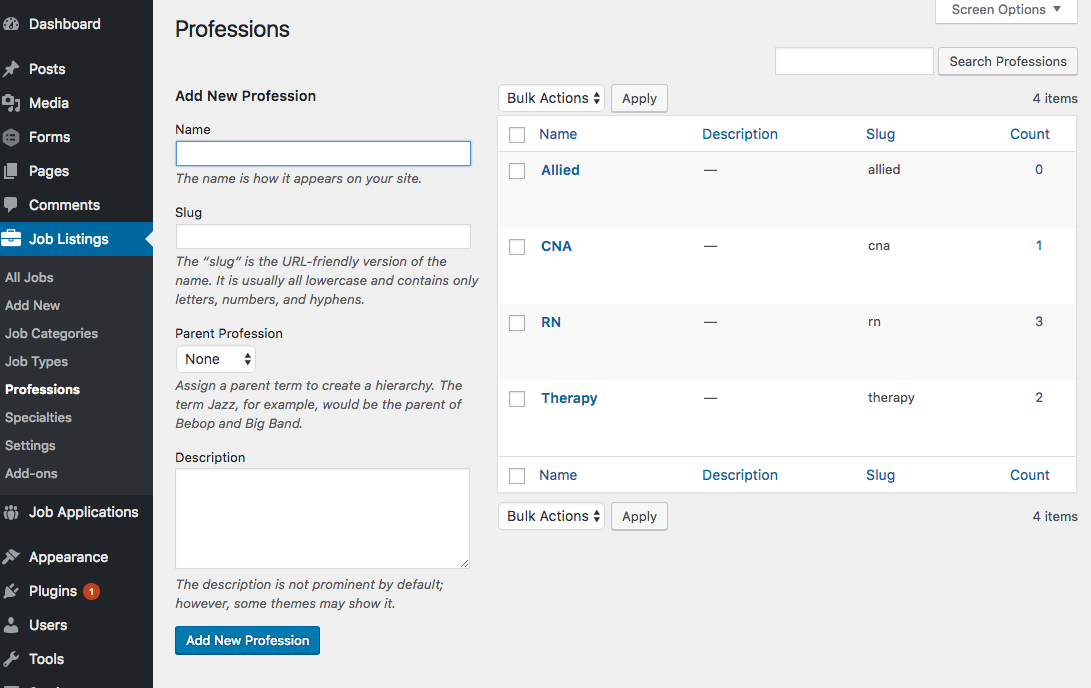 Dashboard
Posts
Media
Forms
Pages
Comments
Job Listings
All Jobs
Add New
Job Categories
Job Types
Professions
Specialties
Settings
Add-ons
Job Applications
Appearance
Plugins 1
Users
Tools
Professions
Screen Options
Search Professions
Add New Profession
Name
The name is how it appears on your site.
Slug
The “slug” is the URL-friendly version of the
name. It is usually all lowercase and contains only
letters, numbers, and hyphens.
Parent Profession
None
Assign a parent term to create a hierarchy. The
term Jazz, for example, would be the parent of
Bebop and Big Band.
Description
The description is not prominent by default;
however, some themes may show it.
Add New Profession
Bulk Actions Apply 4 items
Name Description Slug Count
Allied — allied 0
CNA — cna 1
RN — rn 3
Therapy — therapy 2
Name Description Slug Count
Bulk Actions Apply 4 items